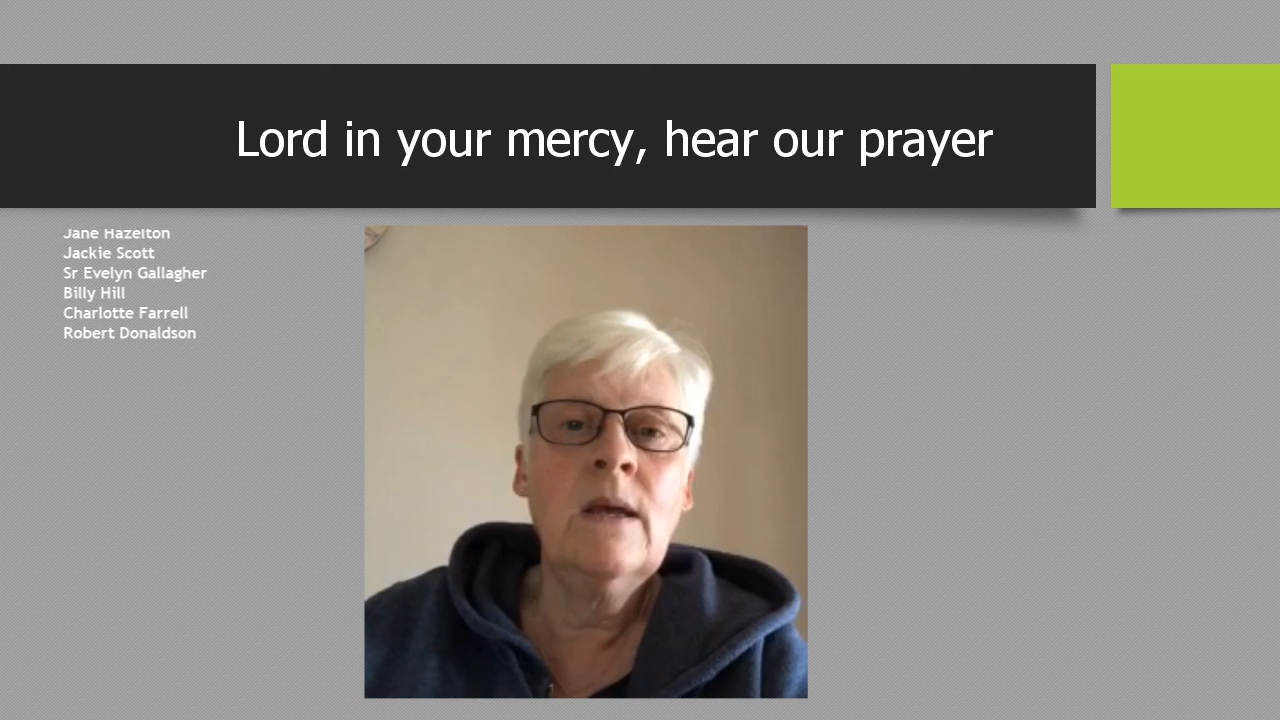 Lord in your mercy, hear our prayer
Jane Hazelton
Jackie Scott
Sr Evelyn Gallagher
Billy Hill
Charlotte Farrell
Robert Donaldson